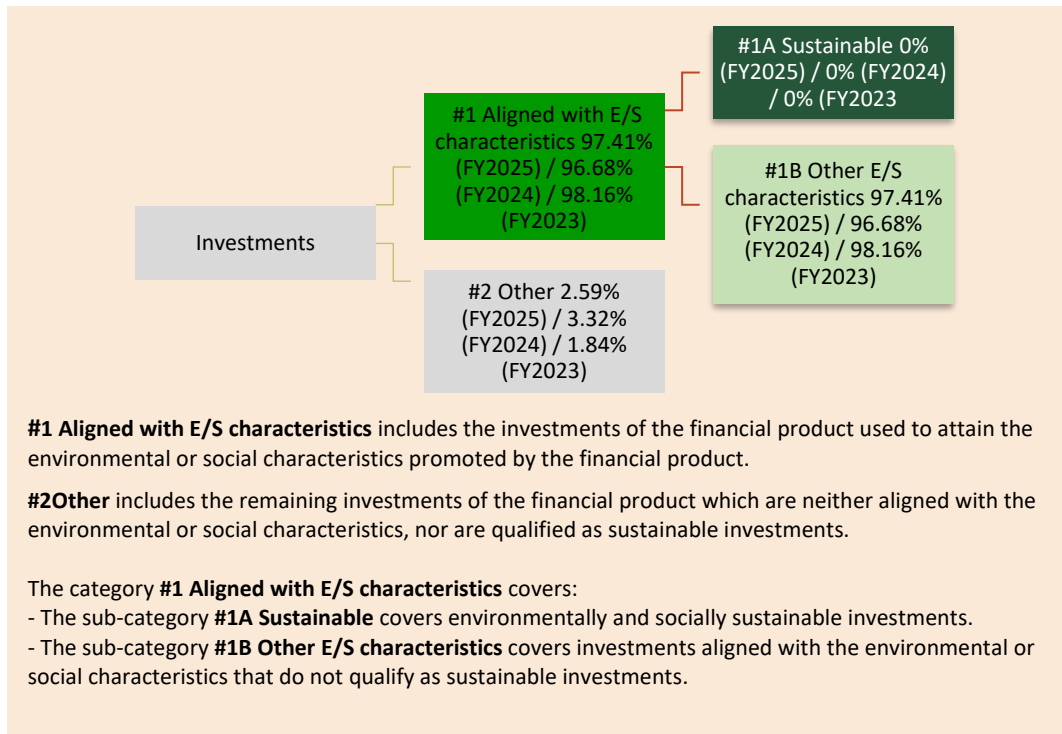 #1A Sustainable 0%
(FY2025) / 0% (FY2024)
/ 0% (FY2023
#1 Aligned with E/S
characteristics 97.41%
(FY2025) / 96.68%
(FY2024) / 98.16%
(FY2023)
#1B Other E/S
characteristics 97.41%
(FY2025) / 96.68%
(FY2024) / 98.16%
(FY2023)
Investments
#2 Other 2.59%
(FY2025) / 3.32%
(FY2024) / 1.84%
(FY2023)
#1 Aligned with E/S characteristics includes the investments of the financial product used to attain the
environmental or social characteristics promoted by the financial product.
#2Other includes the remaining investments of the financial product which are neither aligned with the
environmental or social characteristics, nor are qualified as sustainable investments.
The category #1 Aligned with E/S characteristics covers:
- The sub-category #1A Sustainable covers environmentally and socially sustainable investments.
- The sub-category #1B Other E/S characteristics covers investments aligned with the environmental or
social characteristics that do not qualify as sustainable investments.